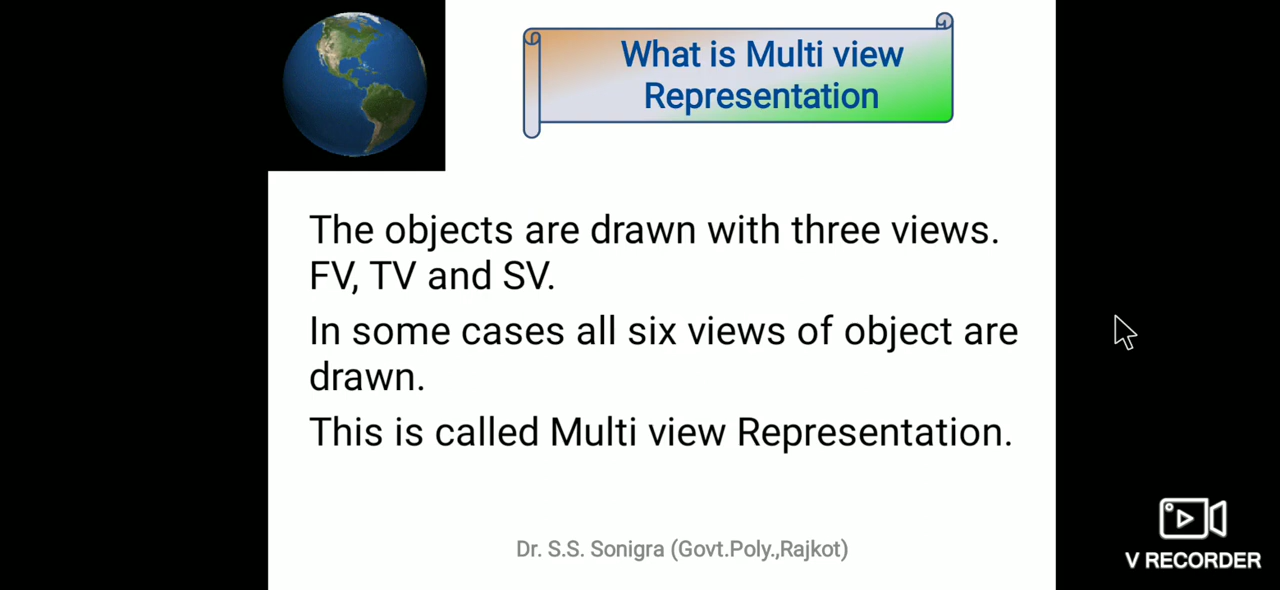 What is Multi view
Representation
The objects are drawn with three views.
FV, TV and SV.
In some cases all six views of object are
drawn.
This is called Multi view Representation.
Dr. S.S. Sonigra (Govt.Poly.,Rajkot)
V RECORDER